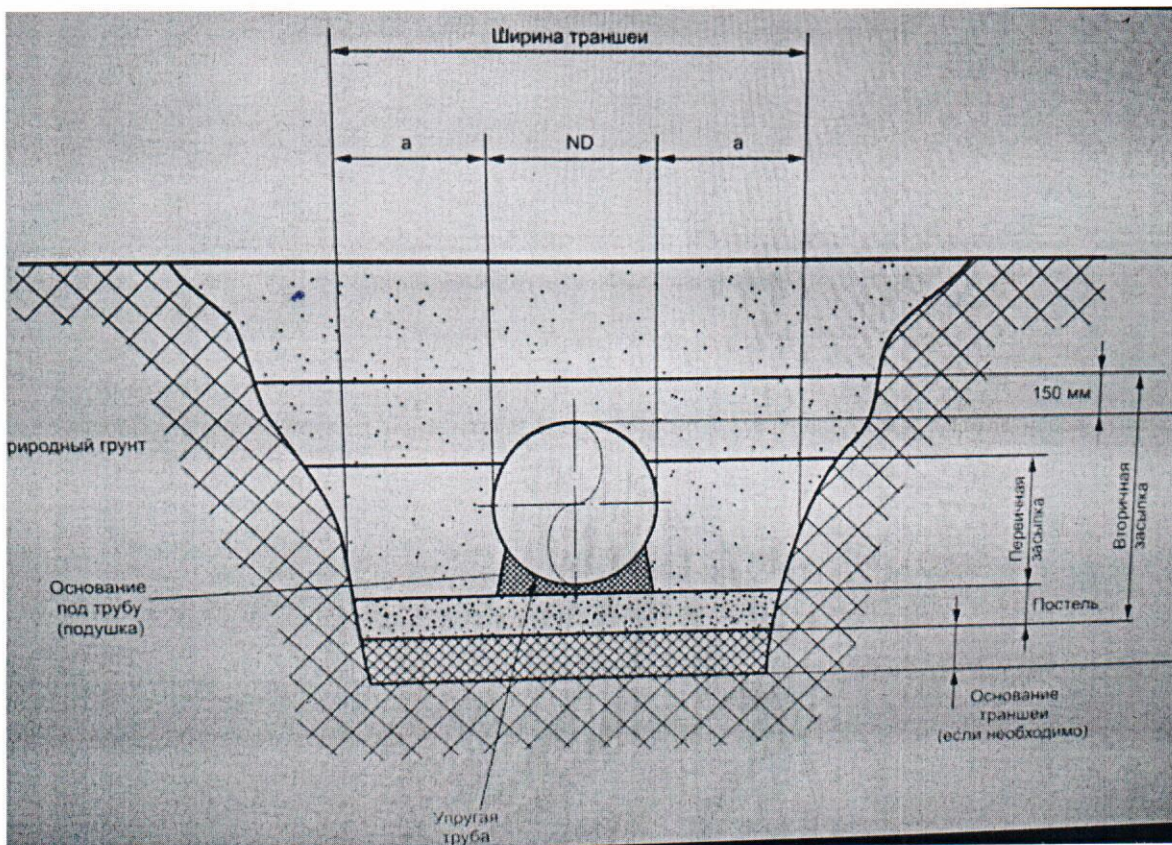 Ширина траншеи
a
ND
a
150 мм
риродный грунт
Первичная
засыпка
Вторичная
засыпка
Основание
под трубу
(подушка)
Постель
Основание
траншеи
(если необходимо)
Упругая
труба